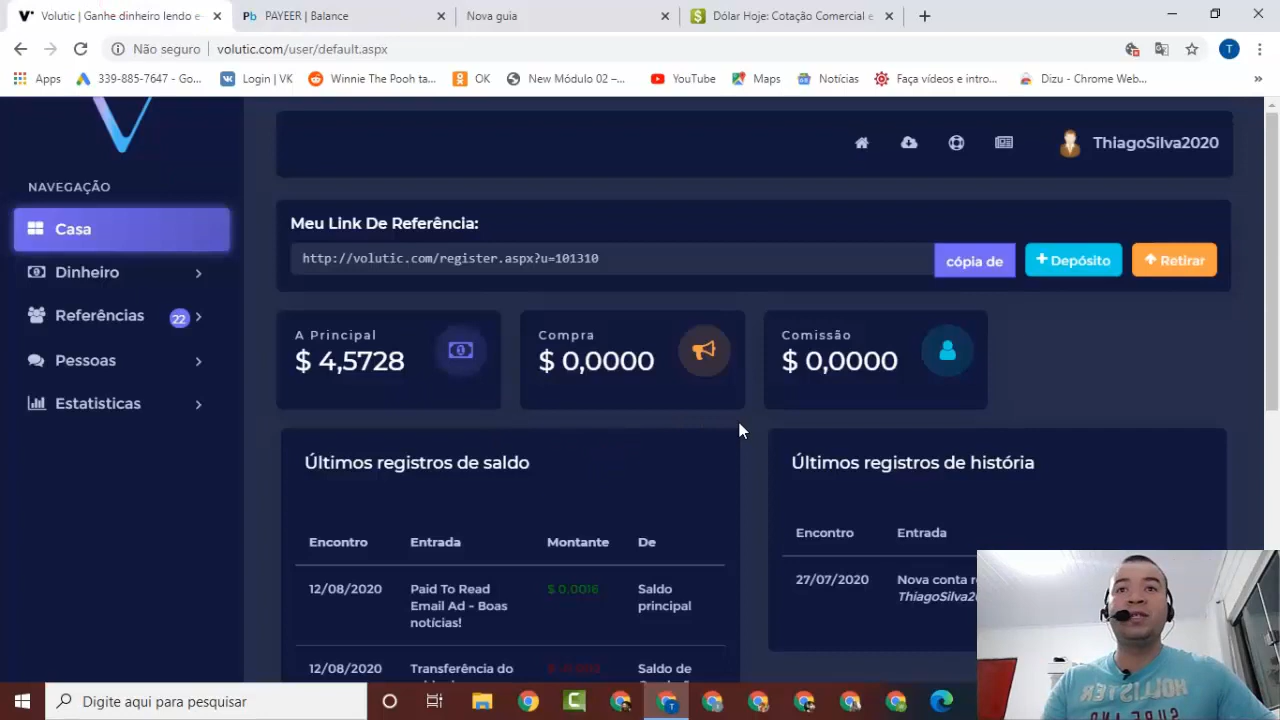 Volutic | Ganhe dinheiro lendo e
PAYEER | Balance
Nova guia
Dólar Hoje: Cotação Comercial e
Não seguro
volutic.com/user/default.aspx
T
Apps
339-885-7647 - Go...
Login | VK
Winnie The Pooh ta...
OK
New Módulo 02 –...
YouTube
Maps
Notícias
Faça vídeos e intro...
Dizu - Chrome Web...
»
NAVEGAÇÃO
Casa
Dinheiro
Referências 22
Pessoas
Estatisticas
ThiagoSilva2020
Meu Link De Referência:
http://volutic.com/register.aspx?u=101310
cópia de
+ Depósito
Retirar
A Principal
$ 4,5728
Compra
$ 0,0000
Comissão
$ 0,0000
Últimos registros de saldo
Encontro Entrada Montante De
12/08/2020 Paid To Read $ 0,0016 Saldo
Email Ad - Boas principal
notícias!
12/08/2020 Transferência do Saldo de
Últimos registros de história
Encontro Entrada
27/07/2020 Nova conta
HOLLISTER
Digite aqui para pesquisar